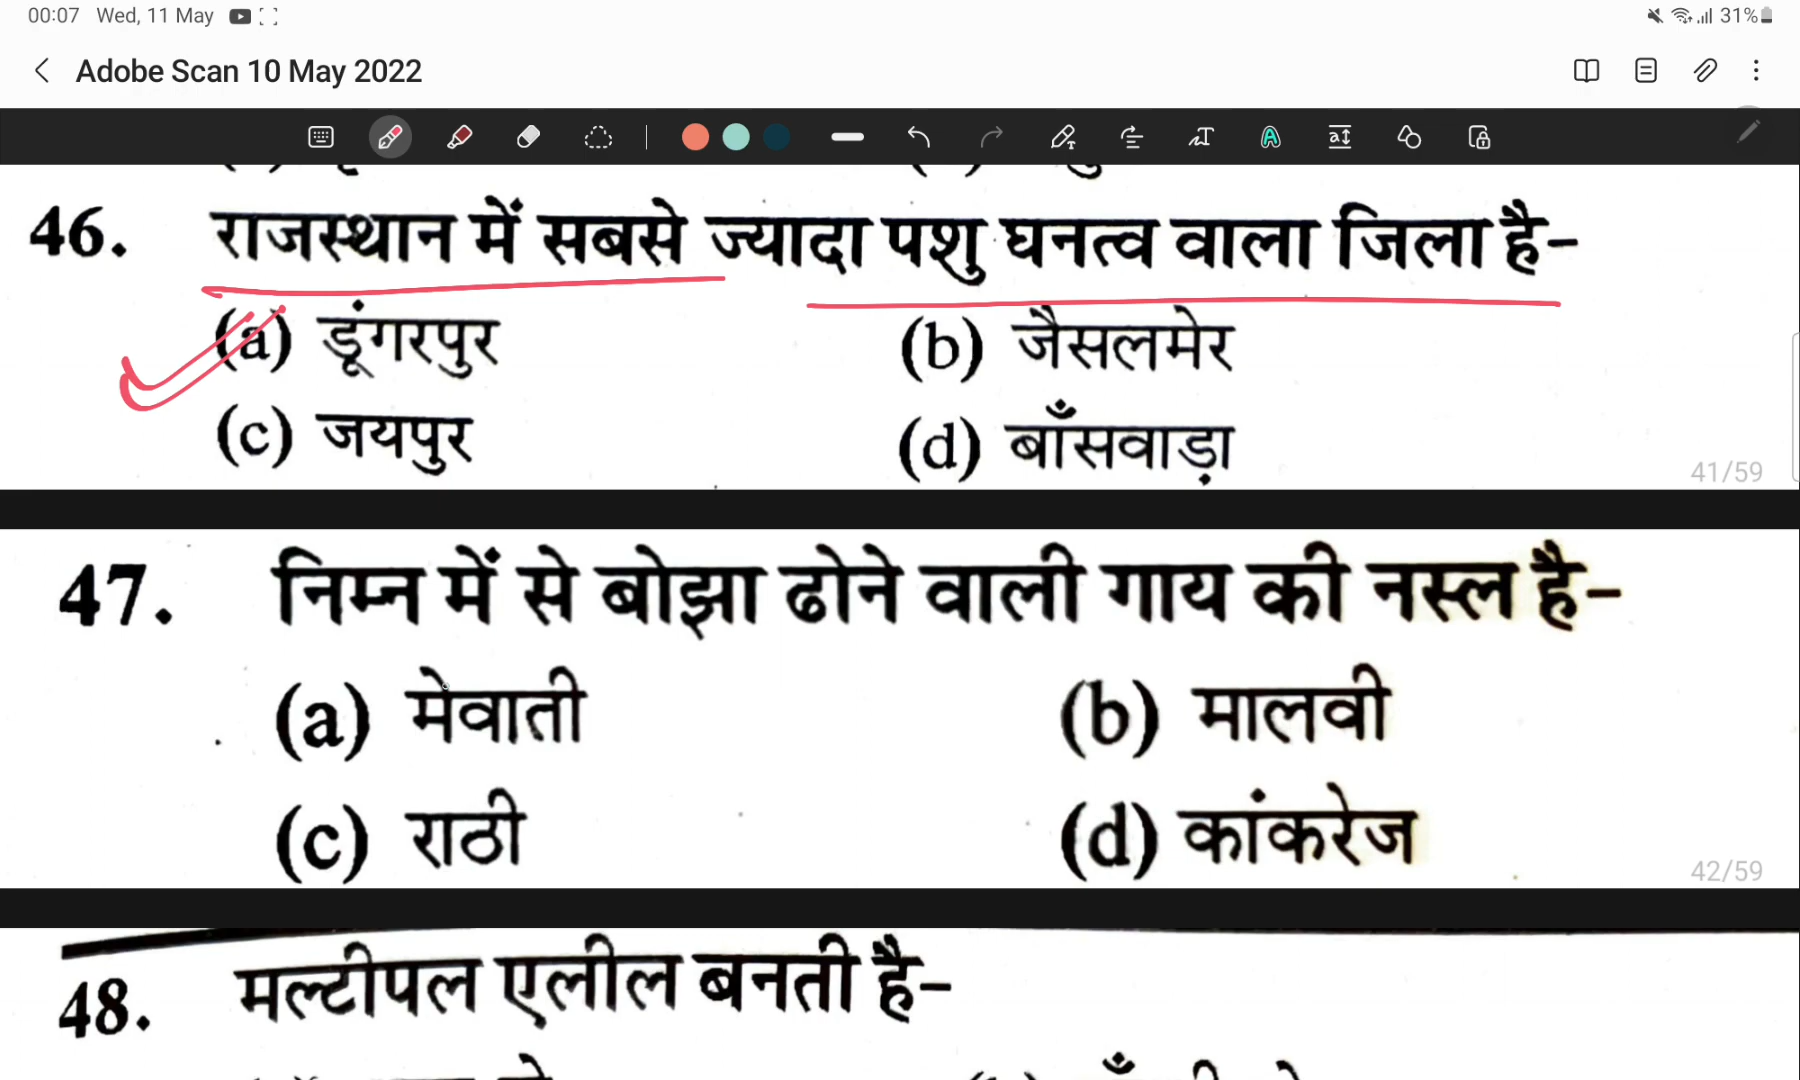 00:07 Wed, 11 May 31%
Adobe Scan 10 May 2022
46. राजस्थान में सबसे ज्यादा पशु घनत्व वाला जिला है-
(a) डूंगरपुर (b) जैसलमेर
(c) जयपुर (d) बाँसवाड़ा
41/59
47. निम्न में से बोझा ढोने वाली गाय की नस्ल है-
(a) मेवाती (b) मालवी
(c) राठी (d) कांकरेज
42/59
48. मल्टीपल एलील बनती है-